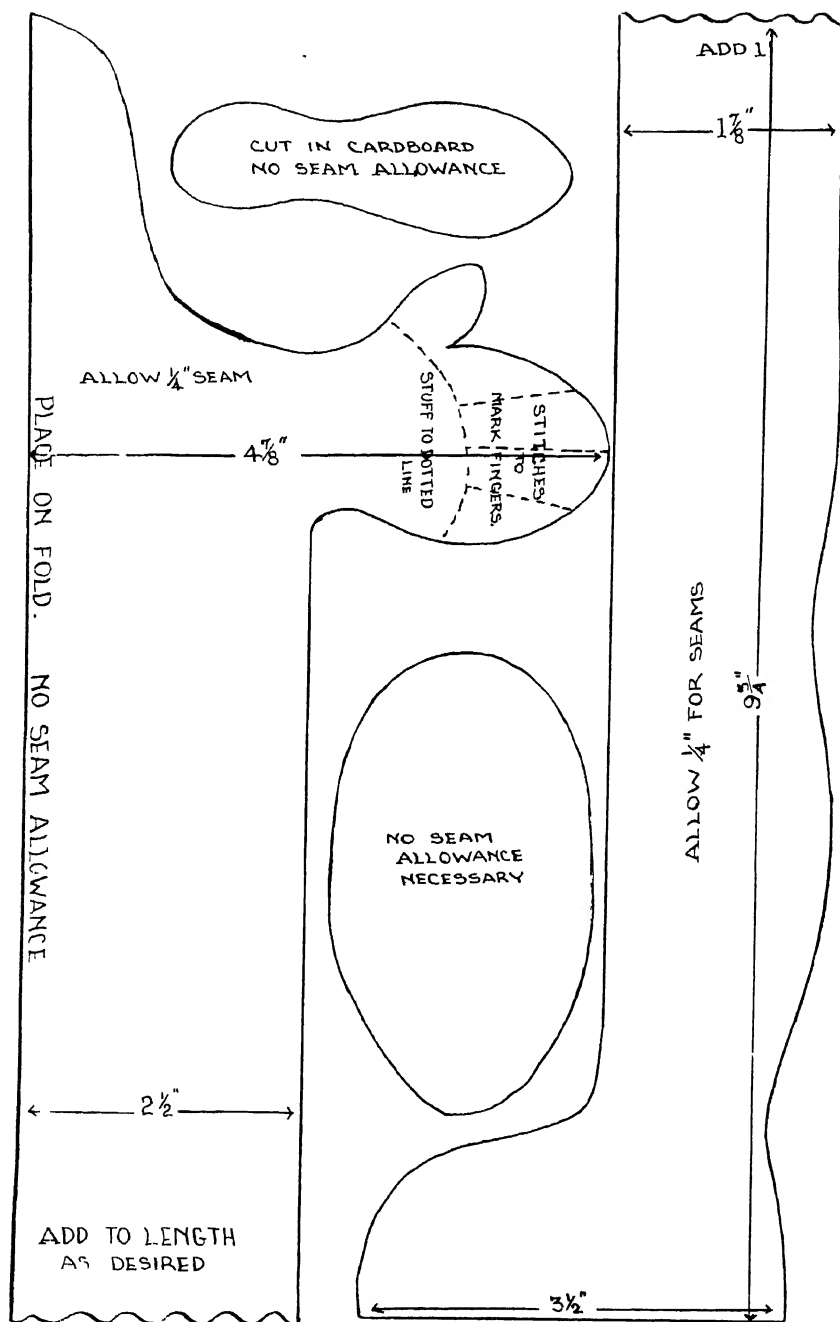 ADD 1
1⅞"
CUT IN CARDBOARD
NO SEAM ALLOWANCE
ALLOW ¼" SEAM
4⅞"
STUFF TO DOTTED
LINE
STITCHES
TO
MARK FINGERS.
PLACE ON FOLD. NO SEAM ALLOWANCE
ALLOW ¼" FOR SEAMS
9¾"
NO SEAM
ALLOWANCE
NECESSARY
2½"
ADD TO LENGTH
AS DESIRED
3½"